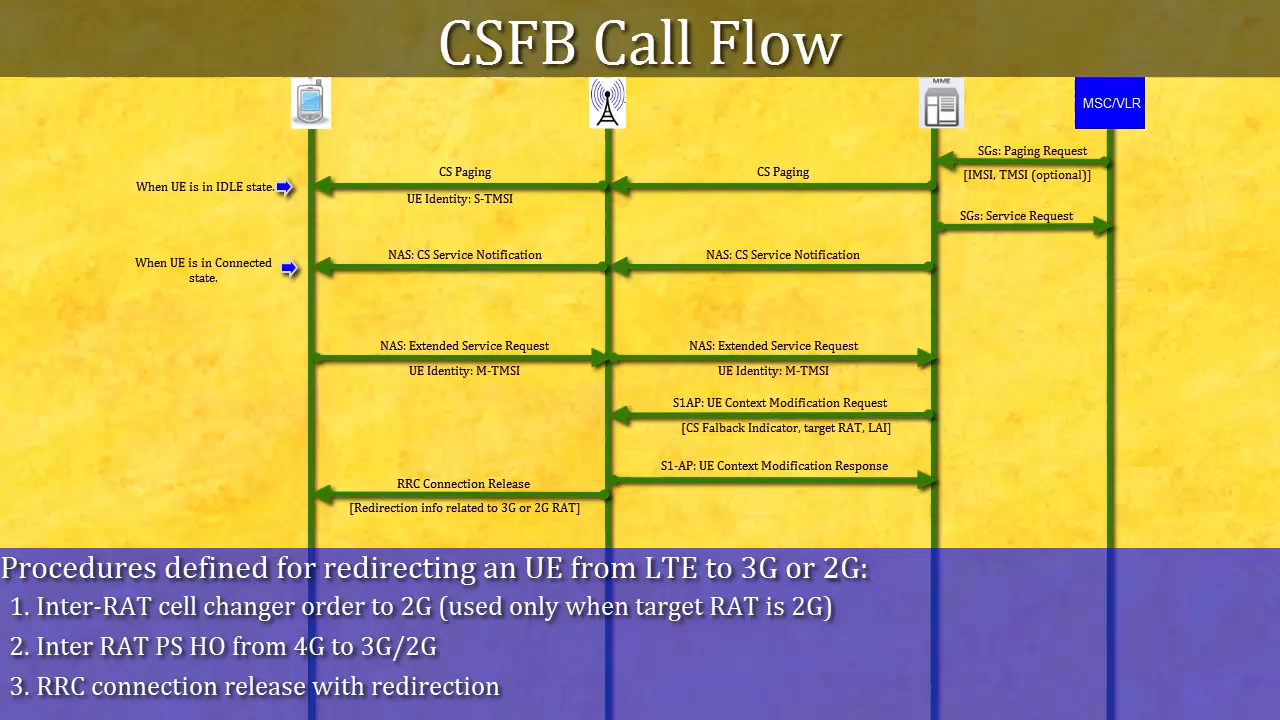 CSFB Call Flow
MME
MSC/VLR
SGs: Paging Request
[IMSI, TMSI (optional)]
CS Paging
CS Paging
When UE is in IDLE state.
UE Identity: S-TMSI
SGs: Service Request
NAS: CS Service Notification
NAS: CS Service Notification
When UE is in Connected
state.
NAS: Extended Service Request
NAS: Extended Service Request
UE Identity: M-TMSI
UE Identity: M-TMSI
S1AP: UE Context Modification Request
[CS Falback Indicator, target RAT, LAI]
S1-AP: UE Context Modification Response
RRC Connection Release
[Redirection info related to 3G or 2G RAT]
Procedures defined for redirecting an UE from LTE to 3G or 2G:
1. Inter-RAT cell changer order to 2G (used only when target RAT is 2G)
2. Inter RAT PS HO from 4G to 3G/2G
3. RRC connection release with redirection